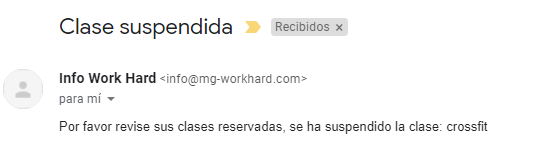 Clase suspendida Recibidos x
Info Work Hard <info@mg-workhard.com>
para mí
Por favor revise sus clases reservadas, se ha suspendido la clase: crossfit